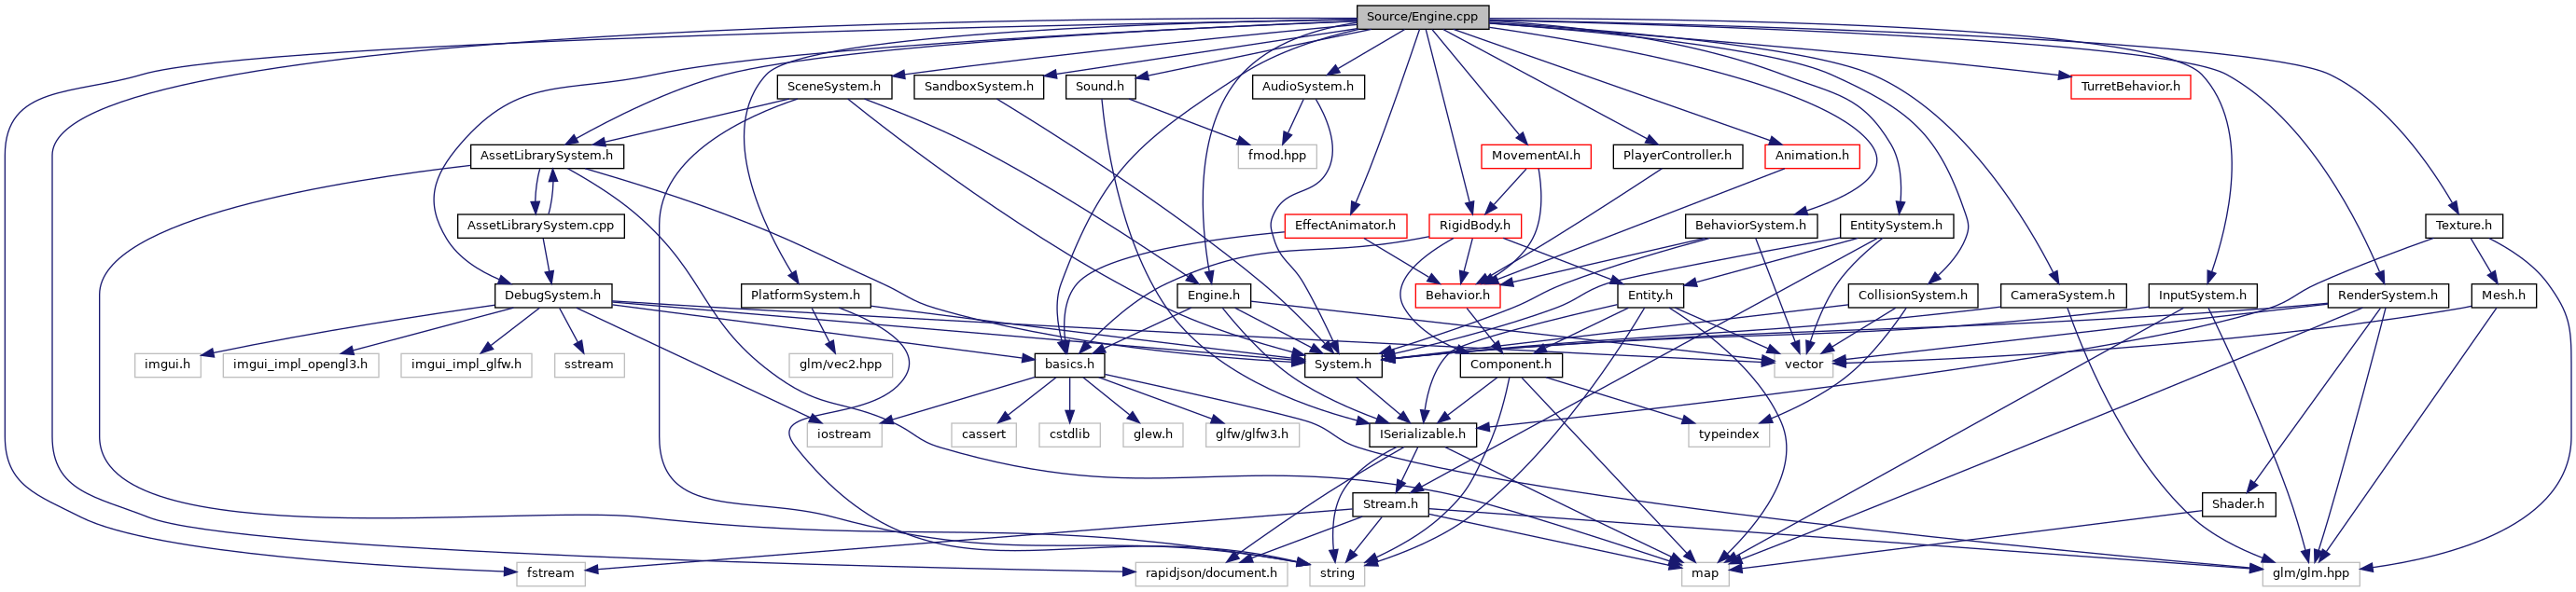 Source/Engine.cpp
SceneSystem.h
SandboxSystem.h
Sound.h
AudioSystem.h
TurretBehavior.h
AssetLibrarySystem.h
fmod.hpp
MovementAI.h
PlayerController.h
Animation.h
AssetLibrarySystem.cpp
EffectAnimator.h
RigidBody.h
BehaviorSystem.h
EntitySystem.h
Texture.h
DebugSystem.h
PlatformSystem.h
Engine.h
Behavior.h
Entity.h
CollisionSystem.h
CameraSystem.h
InputSystem.h
RenderSystem.h
Mesh.h
imgui.h
imgui_impl_opengl3.h
imgui_impl_glfw.h
sstream
glm/vec2.hpp
basics.h
System.h
Component.h
vector
iostream
cassert
cstdlib
glew.h
glfw/glfw3.h
ISerializable.h
typeindex
Stream.h
Shader.h
fstream
rapidjson/document.h
string
map
glm/glm.hpp